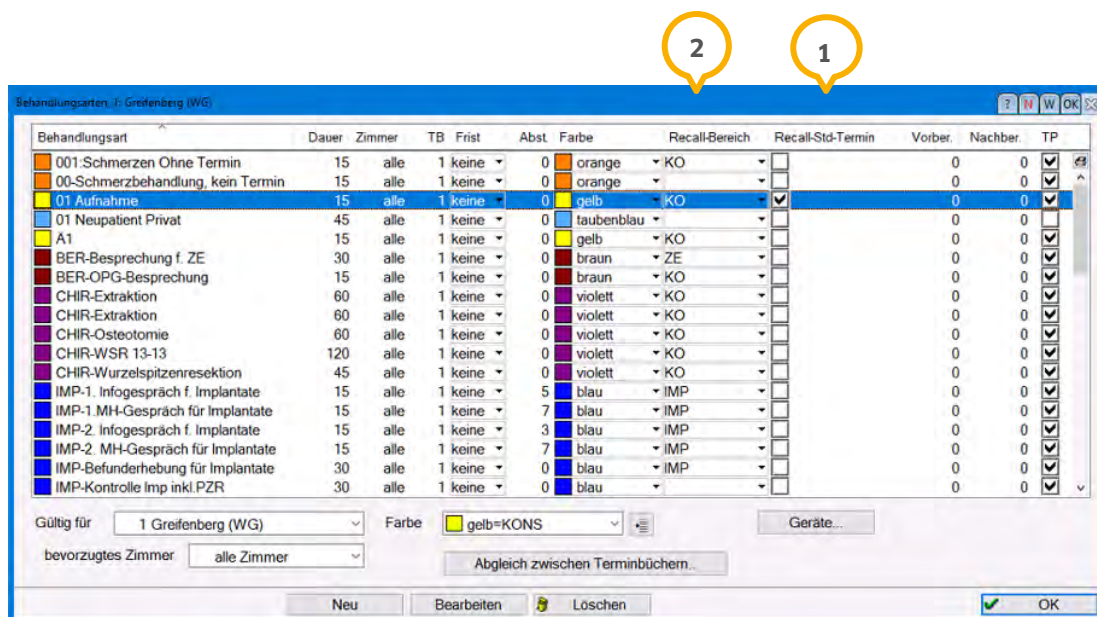 2 1
Behandlungsarten, 1: Greifenberg (WG) ? N W OK
Behandlungsart Dauer Zimmer TB Frist Abst. Farbe Recall-Bereich Recall-Std-Termin Vorber. Nachber. TP
001:Schmerzen Ohne Termin 15 alle 1 keine 0 orange KO 0 0
00-Schmerzbehandlung, kein Termin 15 alle 1 keine 0 orange 0 0
01 Aufnahme 15 alle 1 keine 0 gelb KO 0 0
01 Neupatient Privat 45 alle 1 keine 0 taubenblau 0 0
Ä1 15 alle 1 keine 0 gelb KO 0 0
BER-Besprechung f. ZE 30 alle 1 keine 0 braun ZE 0 0
BER-OPG-Besprechung 15 alle 1 keine 0 braun KO 0 0
CHIR-Extraktion 60 alle 1 keine 0 violett KO 0 0
CHIR-Extraktion 60 alle 1 keine 0 violett KO 0 0
CHIR-Osteotomie 60 alle 1 keine 0 violett KO 0 0
CHIR-WSR 13-13 120 alle 1 keine 0 violett KO 0 0
CHIR-Wurzelspitzenresektion 45 alle 1 keine 0 violett KO 0 0
IMP-1. Infogespräch f. Implantate 15 alle 1 keine 5 blau IMP 0 0
IMP-1.MH-Gespräch für Implantate 15 alle 1 keine 7 blau IMP 0 0
IMP-2. Infogespräch f. Implantate 15 alle 1 keine 3 blau IMP 0 0
IMP-2. MH-Gespräch für Implantate 15 alle 1 keine 7 blau IMP 0 0
IMP-Befunderhebung für Implantate 30 alle 1 keine 0 blau IMP 0 0
IMP-Kontrolle Imp inkl.PZR 30 alle 1 keine 0 blau 0 0
Gültig für 1 Greifenberg (WG) Farbe gelb=KONS Geräte...
bevorzugtes Zimmer alle Zimmer Abgleich zwischen Terminbüchern...
Neu Bearbeiten Löschen OK